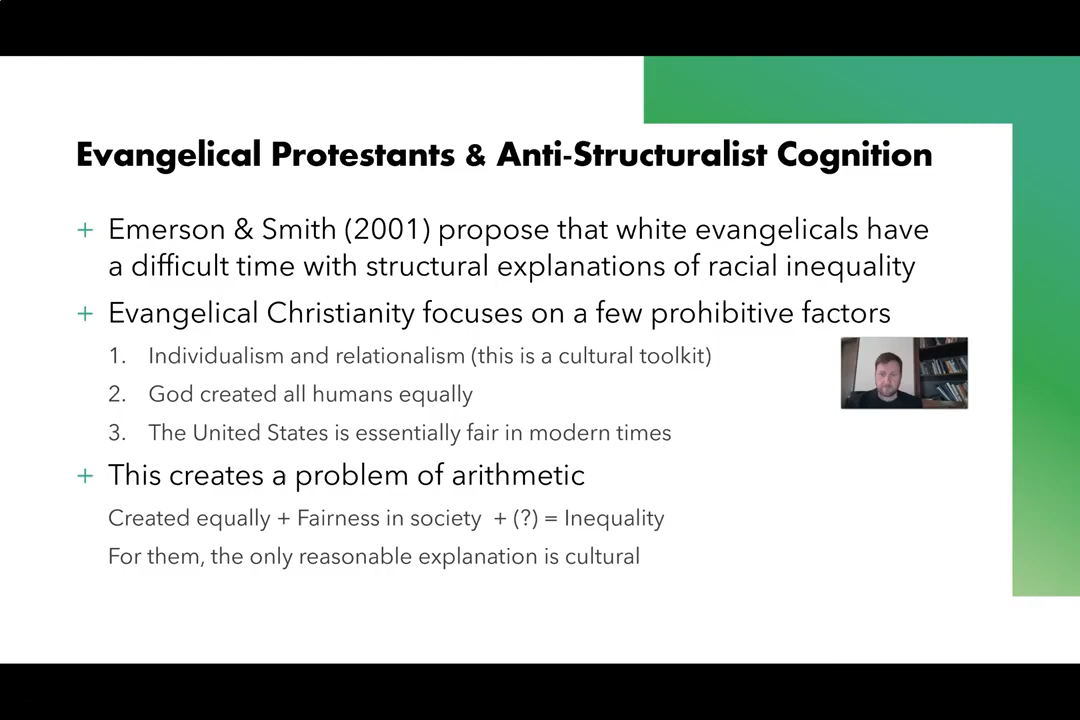 Evangelical Protestants & Anti-Structuralist Cognition
+ Emerson & Smith (2001) propose that white evangelicals have
a difficult time with structural explanations of racial inequality
+ Evangelical Christianity focuses on a few prohibitive factors
1. Individualism and relationalism (this is a cultural toolkit)
2. God created all humans equally
3. The United States is essentially fair in modern times
+ This creates a problem of arithmetic
Created equally + Fairness in society + (?) = Inequality
For them, the only reasonable explanation is cultural